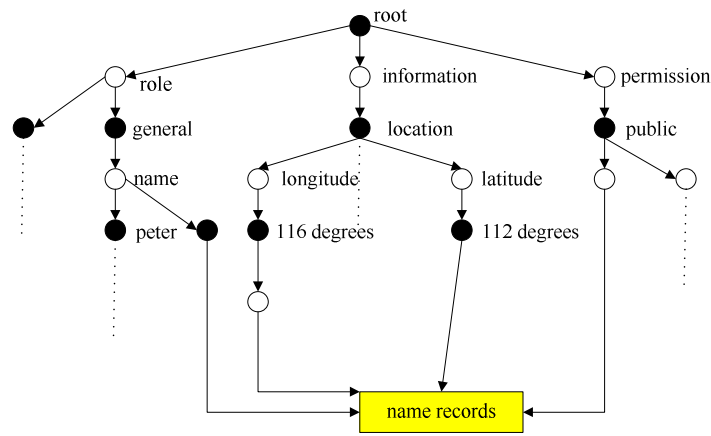 root
role
information
permission
general
location
public
name
longitude
latitude
peter
116 degrees
112 degrees
name records